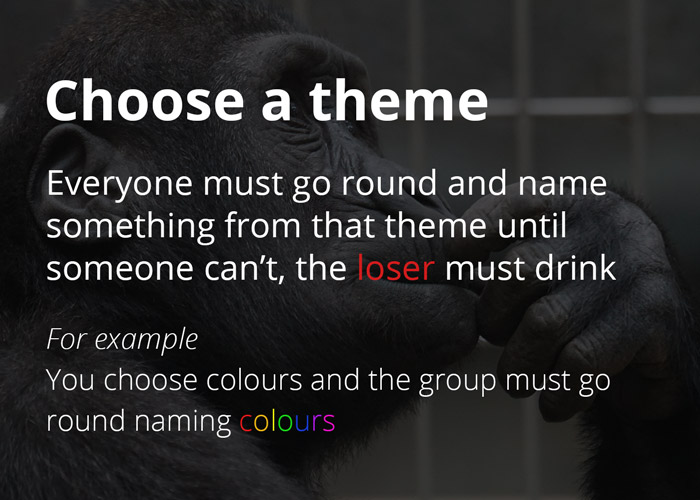 Choose a theme
Everyone must go round and name
something from that theme until
someone can’t, the loser must drink
For example
You choose colours and the group must go
round naming colours